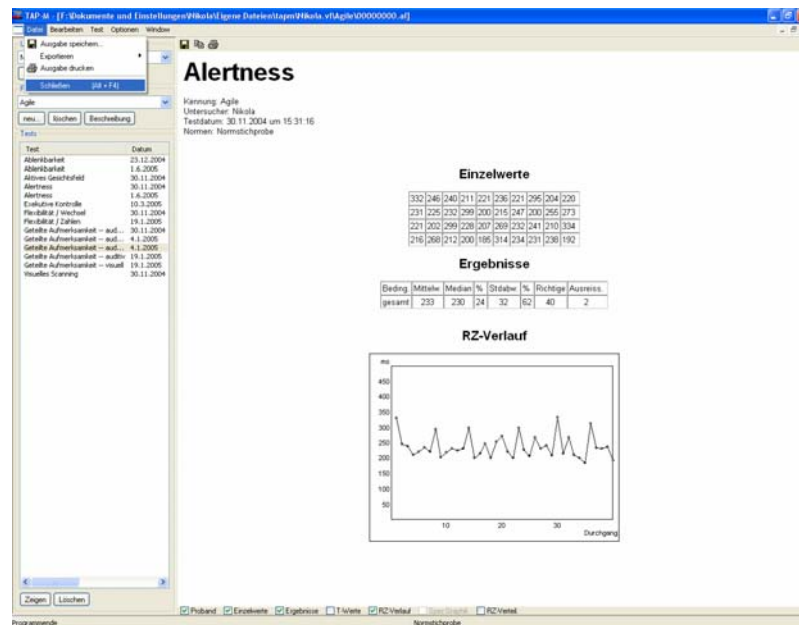 TAP-M - [F:\Dokumente und Einstellungen\Nikola\Eigene Dateien\tapm\Nikola.vf\Agile\00000000.al]
Datei Bearbeiten Test Optionen Window
Ausgabe speichern...
Exportieren
Ausgabe drucken
Schließen (Alt + F4)
Agile
neu... löschen Beschreibung
Tests
Test Datum
Ablenkbarkeit 23.12.2004
Ablenkbarkeit 1.6.2005
Aktives Gesichtsfeld 30.11.2004
Alertness 30.11.2004
Alertness 1.6.2005
Exekutive Kontrolle 10.3.2005
Flexibilität / Wechsel 30.11.2004
Flexibilität / Zahlen 19.1.2005
Geteilte Aufmerksamkeit -- aud... 30.11.2004
Geteilte Aufmerksamkeit -- aud... 4.1.2005
Geteilte Aufmerksamkeit -- aud... 4.1.2005
Geteilte Aufmerksamkeit -- auditiv 19.1.2005
Geteilte Aufmerksamkeit -- visuell 19.1.2005
Visuelles Scanning 30.11.2004
Zeigen Löschen
Alertness
Kennung: Agile
Untersucher: Nikola
Testdatum: 30.11.2004 um 15:31:16
Normen: Normstichprobe
Einzelwerte
332 246 240 211 221 236 221 295 204 220
231 225 232 299 200 215 247 200 255 273
221 202 299 228 207 269 232 241 210 334
216 268 212 200 185 314 234 231 238 192
Ergebnisse
Beding. Mittelw. Median % Stdabw. % Richtige Ausreiss.
gesamt 233 230 24 32 62 40 2
RZ-Verlauf
ms
450
400
350
300
250
200
150
100
50
10 20 30
Durchgang
Proband Einzelwerte Ergebnisse T-Werte RZ-Verlauf RZ-Verteil.
Programmende Normstichprobe